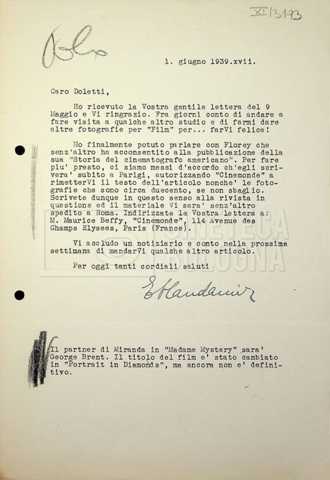 XI/3193
1. giugno 1939.xvii.
Caro Doletti,
Ho ricevuto la Vostra gentile lettera del 9
Maggio e Vi ringrazio. Fra giorni conto di andare a
fare visita a qualche altro studio e di farmi dare
altre fotografie per "Film" per... farVi felice!
Ho finalmente potuto parlare con Florey che
senz'altro ha acconsentito alla pubblicazione della
sua "Storia del cinematografo americano". Per fare
piu' presto, ci siamo messi d'accordo ch'egli scri-
vera' subito a Parigi, autorizzando "Cinemonde" a
rimetterVi il testo dell'articolo nonche' le foto-
grafie che sono circa duecento, se non sbaglio.
Scrivete dunque in questo senso alla rivista in
questione ed il materiale Vi sara' senz'altro
spedito a Roma. Indirizzate la Vostra lettera a:
M. Maurice Beffy, "Cinemonde", 114 Avenue des
Champs Elysees, Paris (France).
Vi accludo un notiziario e conto nella prossima
settimana di mandarVi qualche altro articolo.
Per oggi tanti cordiali saluti
Il partner di Miranda in "Madame Mystery" sara'
George Brent. Il titolo del film e' stato cambiato
in "Portrait in Diamonds", ma ancora non e' defini-
tivo.